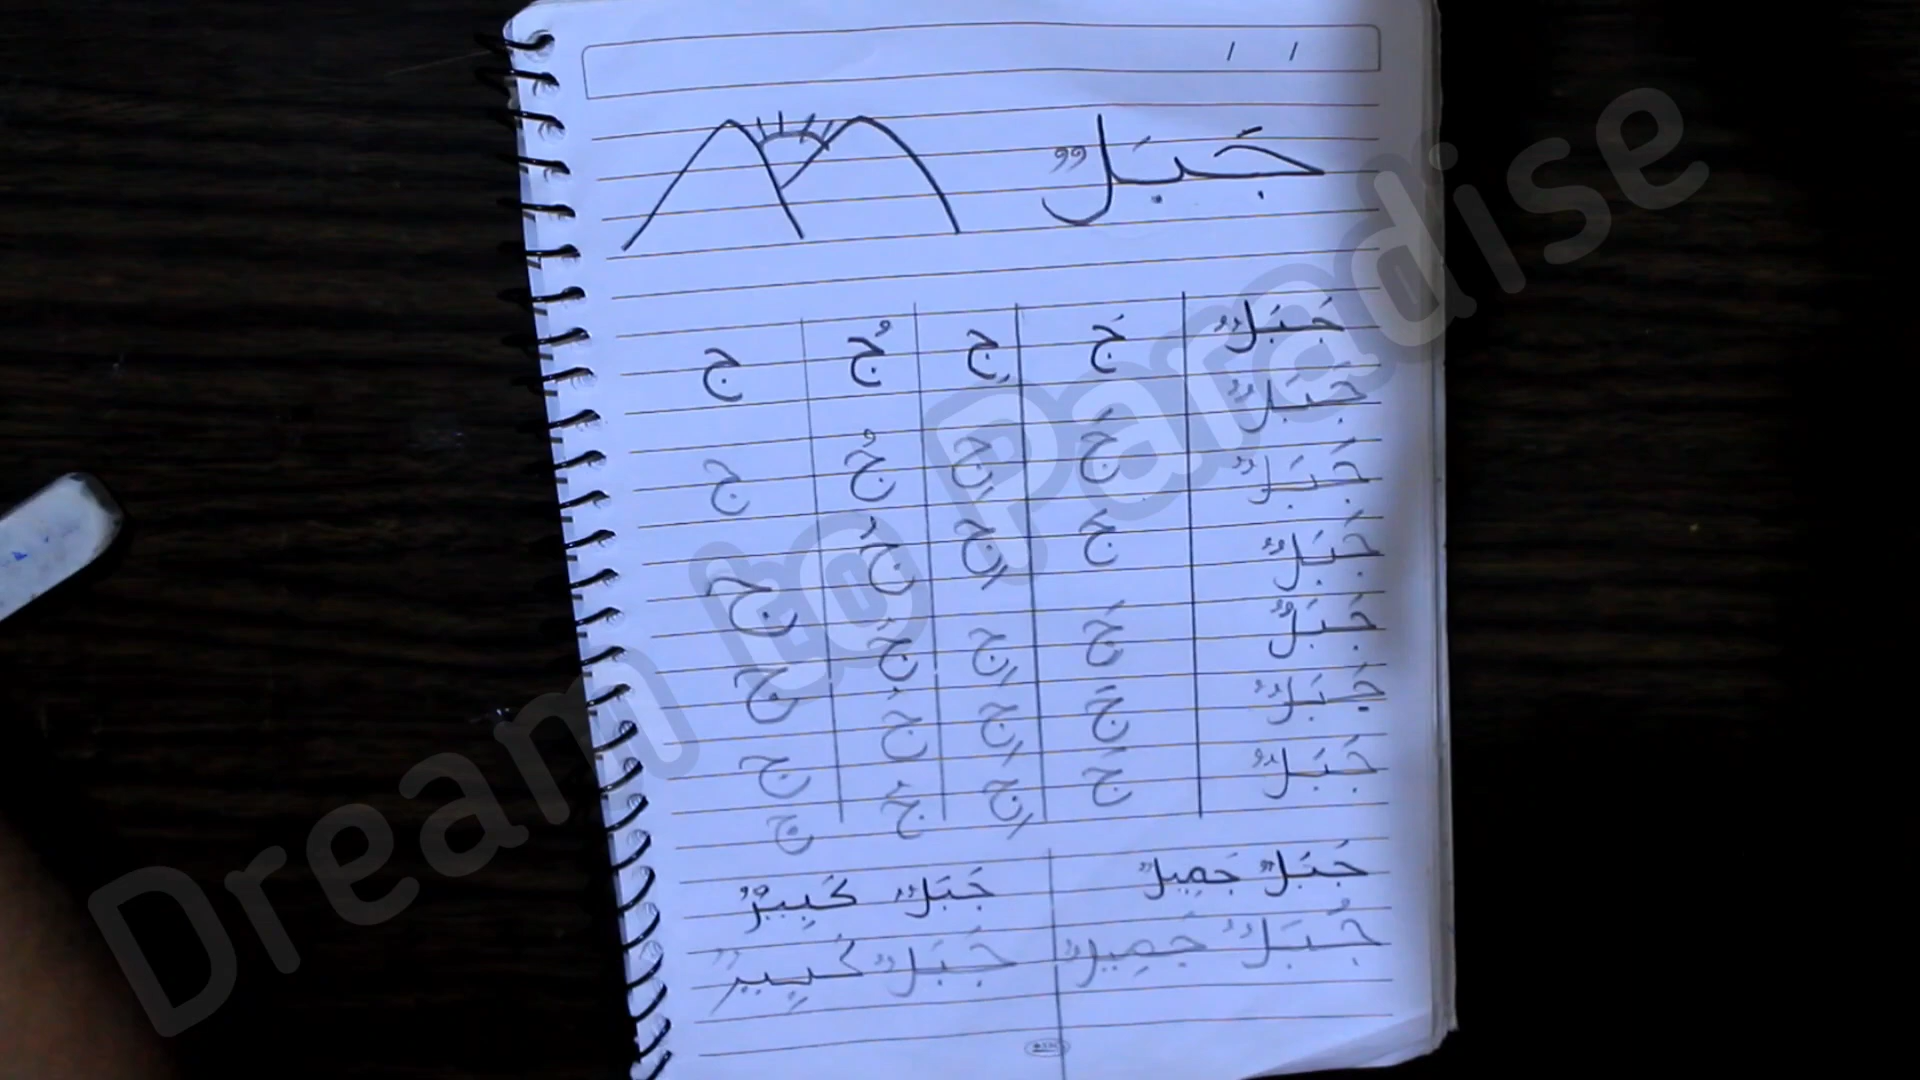 جَبَلٌ
جَبَلٌ جَ جِ جُ ج
جَبَلٌ جَ جِ جُ ج
جَبَلٌ جَ جِ جُ ج
جَبَلٌ جَ جِ جُ ج
جَبَلٌ جَ جِ جُ ج
جَبَلٌ جَ جِ جُ ج
جَبَلٌ
جَبَلٌ جَمِيلٌ جَبَلٌ كَبِيرٌ
جُبَلٌ جَمِيلٌ جَبَلٌ كَبِيرٌ
Dream to Paradise